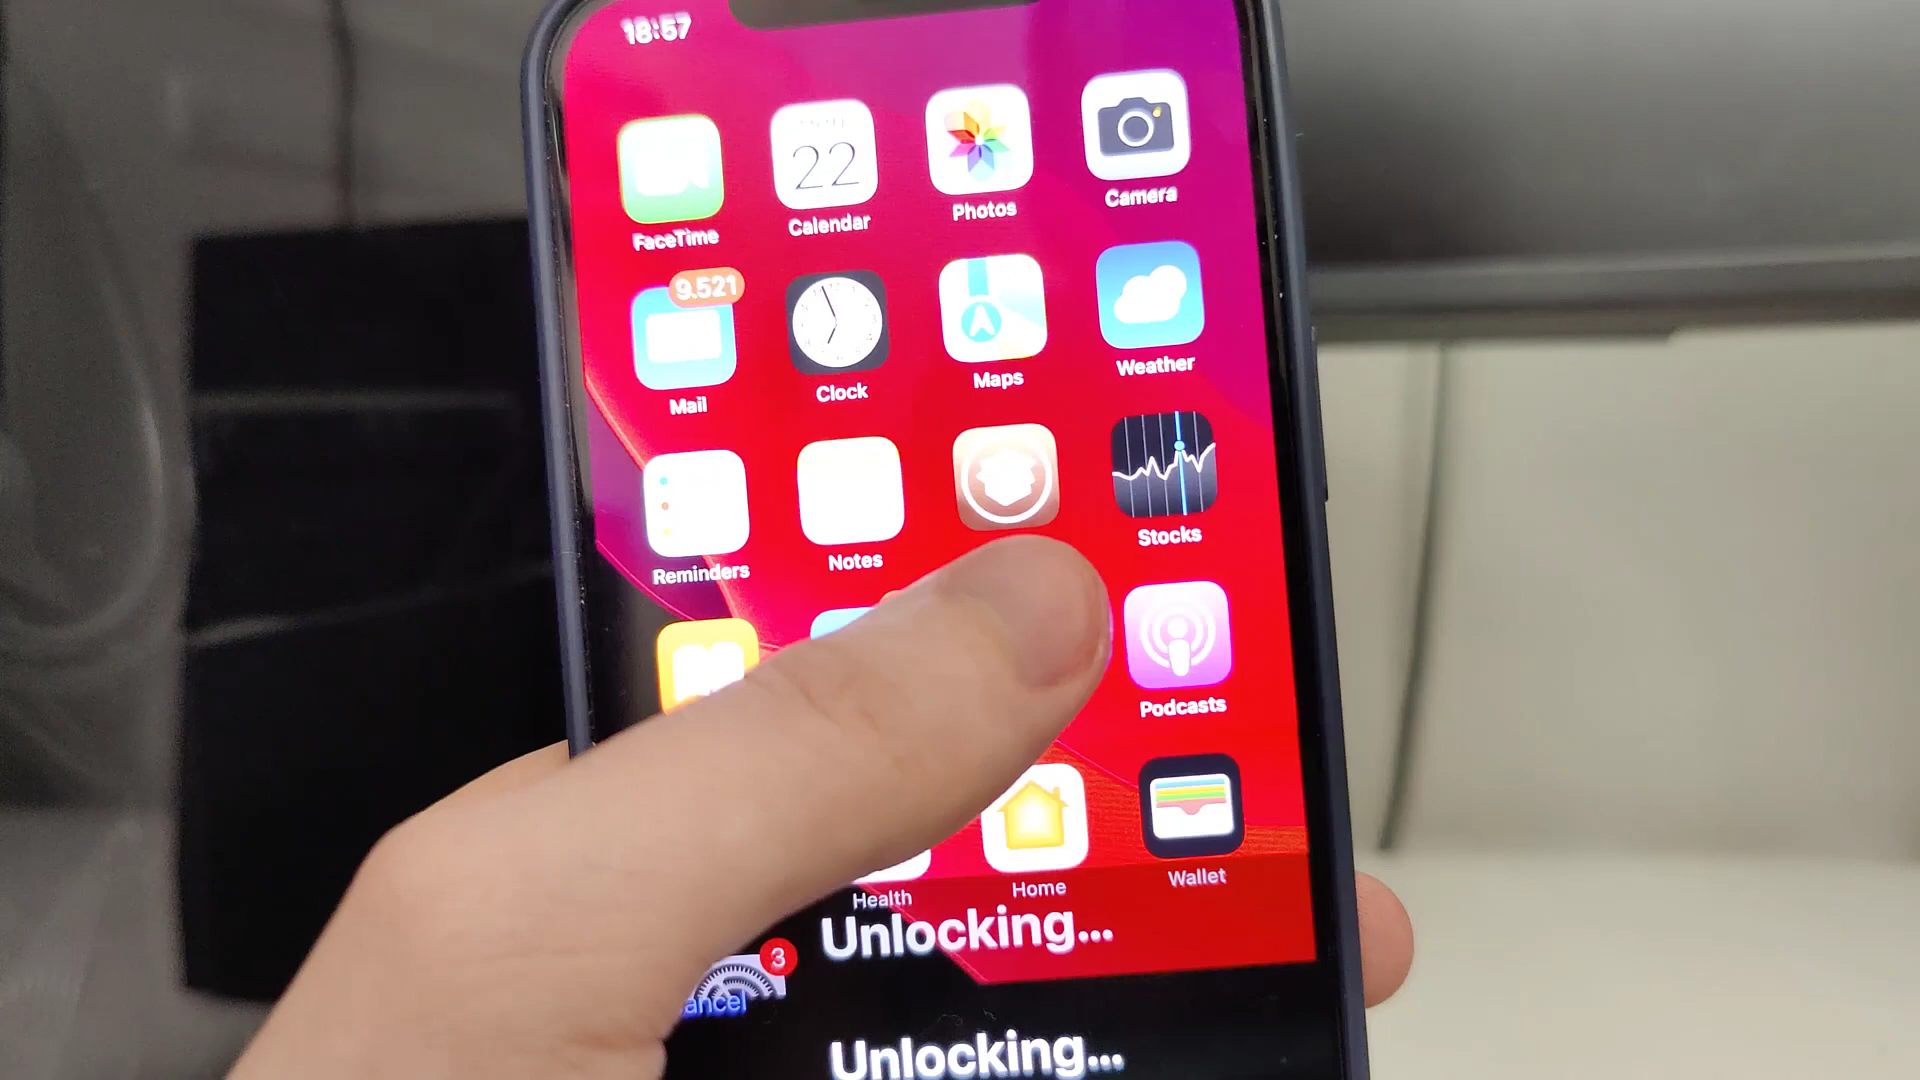 18:57
22
FaceTime
Calendar
Photos
Camera
9.521
Mail
Clock
Maps
Weather
Reminders
Notes
Stocks
Podcasts
Health
Home
Wallet
Unlocking...
3
ancel
Unlocking...